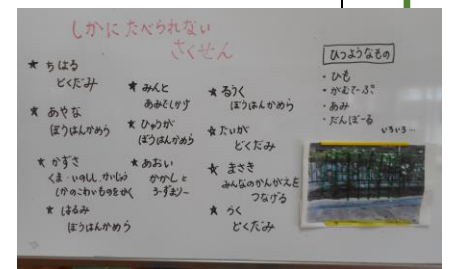 しかに たべられない
さくせん
★ ちはる
どくだみ
★ あやな
ぼうはんかめら
★ かずさ
くま・いのしし、かいじゅう
しかのこわいものをかく
★ はるみ
ぼうはんかめら
★ みんと
あみをしかけ
★ ひゅうが
ぼうはんかめら
★ あおい
かかし と
3-ずまりー
★ るうく
ぼうはんかめら
★ たいが
どくだみ
★ まさき
みんなのかんがえを
つなげる
★ らく
どくだみ
ひつようなもの
・ひも
・がむてーぷ
・あみ
・だんぼーる
いろいろ…